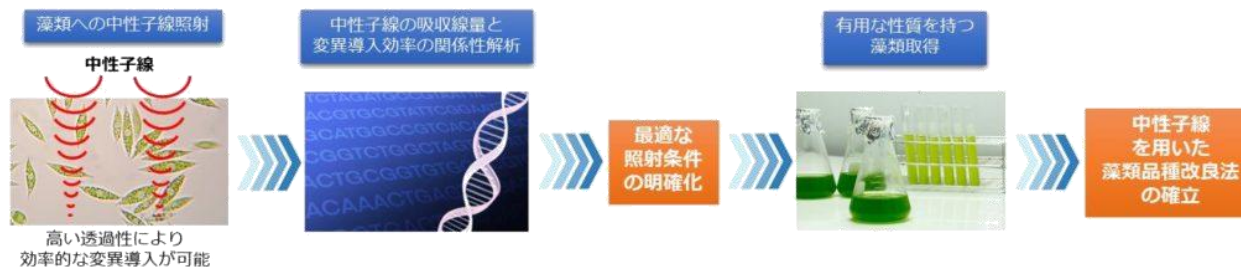 藻類への中性子線照射
中性子線
高い透過性により
効率的な変異導入が可能
中性子線の吸収線量と
変異導入効率の関係性解析
最適な
照射条件
の明確化
有用な性質を持つ
藻類取得
中性子線
を用いた
藻類品種改良法
の確立